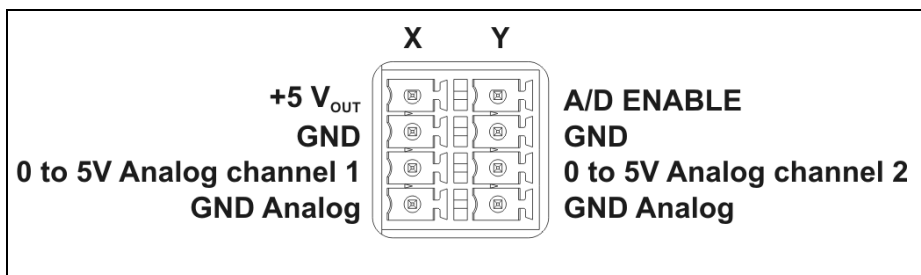 X Y
+5 VOUT A/D ENABLE
GND GND
0 to 5V Analog channel 1 0 to 5V Analog channel 2
GND Analog GND Analog